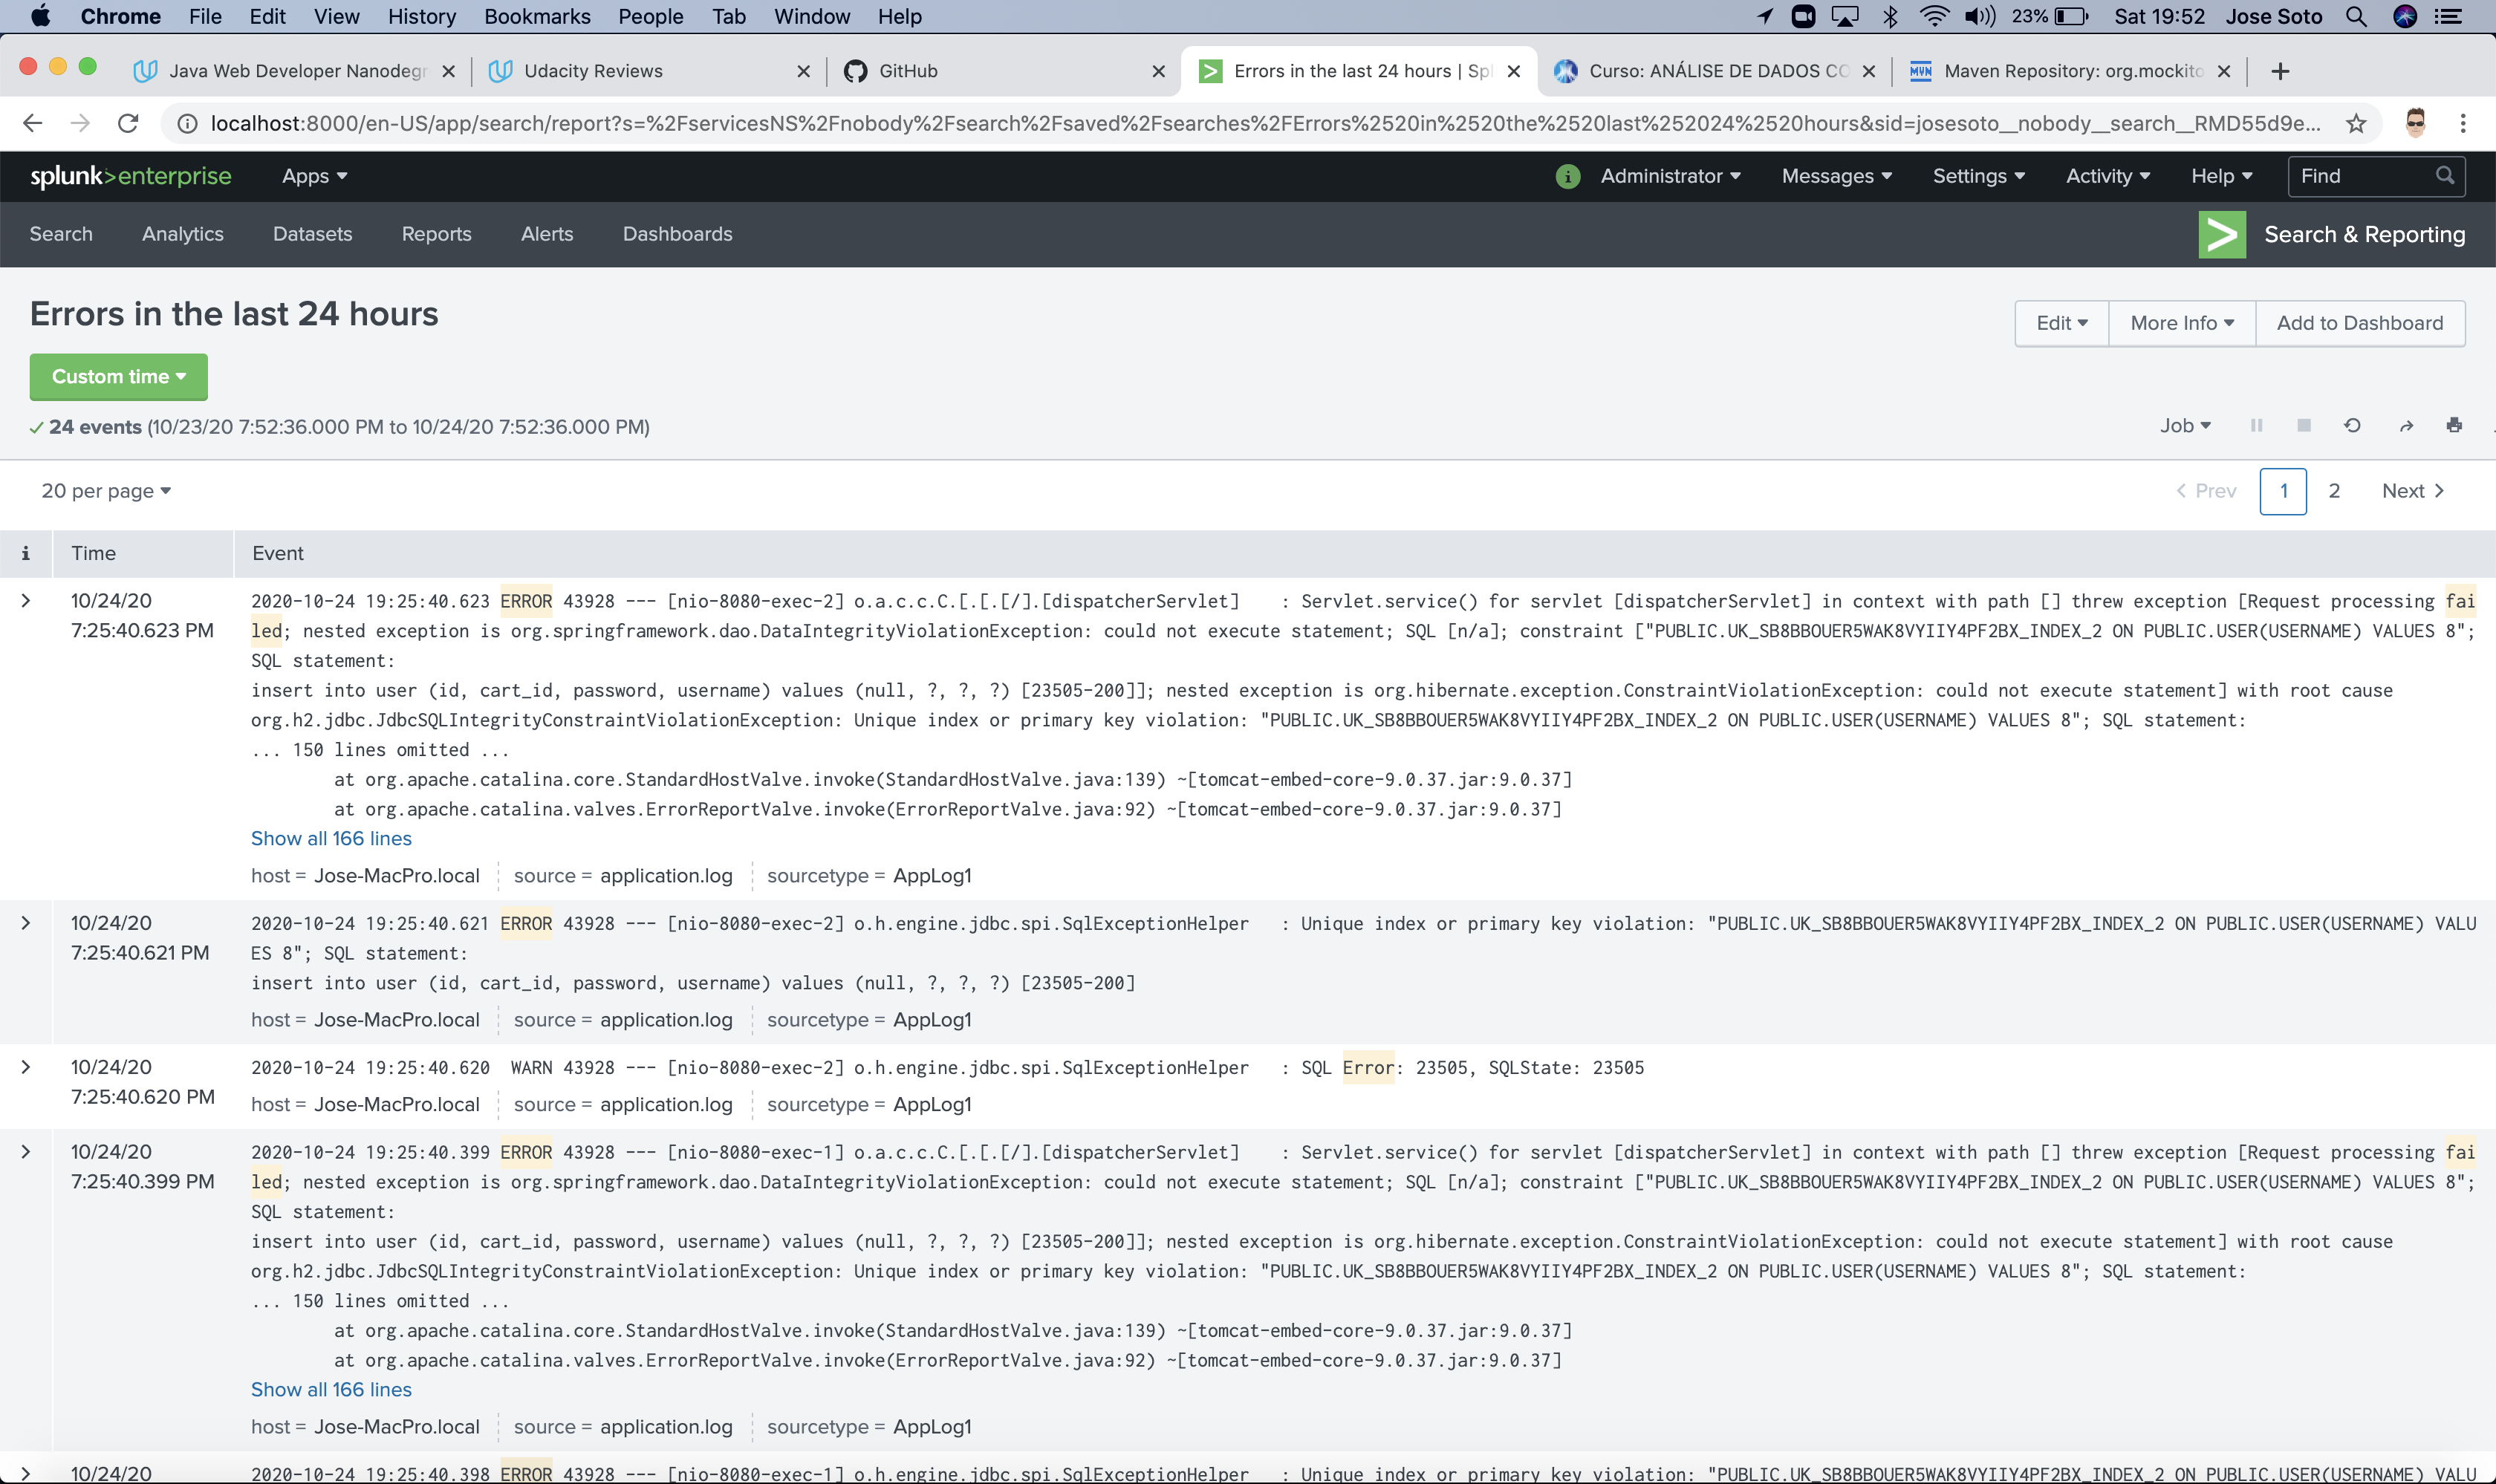 Chrome File Edit View History Bookmarks People Tab Window Help 23% Sat 19:52 Jose Soto
Java Web Developer Nanodegr Udacity Reviews GitHub Errors in the last 24 hours | Spl Curso: ANÁLISE DE DADOS CO MVN Maven Repository: org.mockito
localhost:8000/en-US/app/search/report?s=%2FservicesNS%2Fnobody%2Fsearch%2Fsaved%2Fsearches%2FErrors%2520in%2520the%2520last%252024%2520hours&sid=josesoto__nobody__search__RMD55d9e...
splunk>enterprise Apps Administrator Messages Settings Activity Help Find
Search Analytics Datasets Reports Alerts Dashboards Search & Reporting
Errors in the last 24 hours
Edit More Info Add to Dashboard
Custom time
24 events (10/23/20 7:52:36.000 PM to 10/24/20 7:52:36.000 PM)
Job
20 per page
Prev 1 2 Next
i Time Event
10/24/20 2020-10-24 19:25:40.623 ERROR 43928 --- [nio-8080-exec-2] o.a.c.c.C.[.[.[/].[dispatcherServlet] : Servlet.service() for servlet [dispatcherServlet] in context with path [] threw exception [Request processing fai
7:25:40.623 PM led; nested exception is org.springframework.dao.DataIntegrityViolationException: could not execute statement; SQL [n/a]; constraint ["PUBLIC.UK_SB8BBOUER5WAK8VYIIY4PF2BX_INDEX_2 ON PUBLIC.USER(USERNAME) VALUES 8";
SQL statement:
insert into user (id, cart_id, password, username) values (null, ?, ?, ?) [23505-200]]; nested exception is org.hibernate.exception.ConstraintViolationException: could not execute statement] with root cause
org.h2.jdbc.JdbcSQLIntegrityConstraintViolationException: Unique index or primary key violation: "PUBLIC.UK_SB8BBOUER5WAK8VYIIY4PF2BX_INDEX_2 ON PUBLIC.USER(USERNAME) VALUES 8"; SQL statement:
... 150 lines omitted ...
at org.apache.catalina.core.StandardHostValve.invoke(StandardHostValve.java:139) ~[tomcat-embed-core-9.0.37.jar:9.0.37]
at org.apache.catalina.valves.ErrorReportValve.invoke(ErrorReportValve.java:92) ~[tomcat-embed-core-9.0.37.jar:9.0.37]
Show all 166 lines
host = Jose-MacPro.local source = application.log sourcetype = AppLog1
10/24/20 2020-10-24 19:25:40.621 ERROR 43928 --- [nio-8080-exec-2] o.h.engine.jdbc.spi.SqlExceptionHelper : Unique index or primary key violation: "PUBLIC.UK_SB8BBOUER5WAK8VYIIY4PF2BX_INDEX_2 ON PUBLIC.USER(USERNAME) VALU
7:25:40.621 PM ES 8"; SQL statement:
insert into user (id, cart_id, password, username) values (null, ?, ?, ?) [23505-200]
host = Jose-MacPro.local source = application.log sourcetype = AppLog1
10/24/20 2020-10-24 19:25:40.620 WARN 43928 --- [nio-8080-exec-2] o.h.engine.jdbc.spi.SqlExceptionHelper : SQL Error: 23505, SQLState: 23505
7:25:40.620 PM host = Jose-MacPro.local source = application.log sourcetype = AppLog1
10/24/20 2020-10-24 19:25:40.399 ERROR 43928 --- [nio-8080-exec-1] o.a.c.c.C.[.[.[/].[dispatcherServlet] : Servlet.service() for servlet [dispatcherServlet] in context with path [] threw exception [Request processing fai
7:25:40.399 PM led; nested exception is org.springframework.dao.DataIntegrityViolationException: could not execute statement; SQL [n/a]; constraint ["PUBLIC.UK_SB8BBOUER5WAK8VYIIY4PF2BX_INDEX_2 ON PUBLIC.USER(USERNAME) VALUES 8";
SQL statement:
insert into user (id, cart_id, password, username) values (null, ?, ?, ?) [23505-200]]; nested exception is org.hibernate.exception.ConstraintViolationException: could not execute statement] with root cause
org.h2.jdbc.JdbcSQLIntegrityConstraintViolationException: Unique index or primary key violation: "PUBLIC.UK_SB8BBOUER5WAK8VYIIY4PF2BX_INDEX_2 ON PUBLIC.USER(USERNAME) VALUES 8"; SQL statement:
... 150 lines omitted ...
at org.apache.catalina.core.StandardHostValve.invoke(StandardHostValve.java:139) ~[tomcat-embed-core-9.0.37.jar:9.0.37]
at org.apache.catalina.valves.ErrorReportValve.invoke(ErrorReportValve.java:92) ~[tomcat-embed-core-9.0.37.jar:9.0.37]
Show all 166 lines
host = Jose-MacPro.local source = application.log sourcetype = AppLog1
10/24/20 2020-10-24 19:25:40.398 ERROR 43928 --- [nio-8080-exec-1] o.h.engine.jdbc.spi.SqlExceptionHelper : Unique index or primary key violation: "PUBLIC.UK_SB8BBOUER5WAK8VYIIY4PF2BX_INDEX_2 ON PUBLIC.USER(USERNAME) VALU